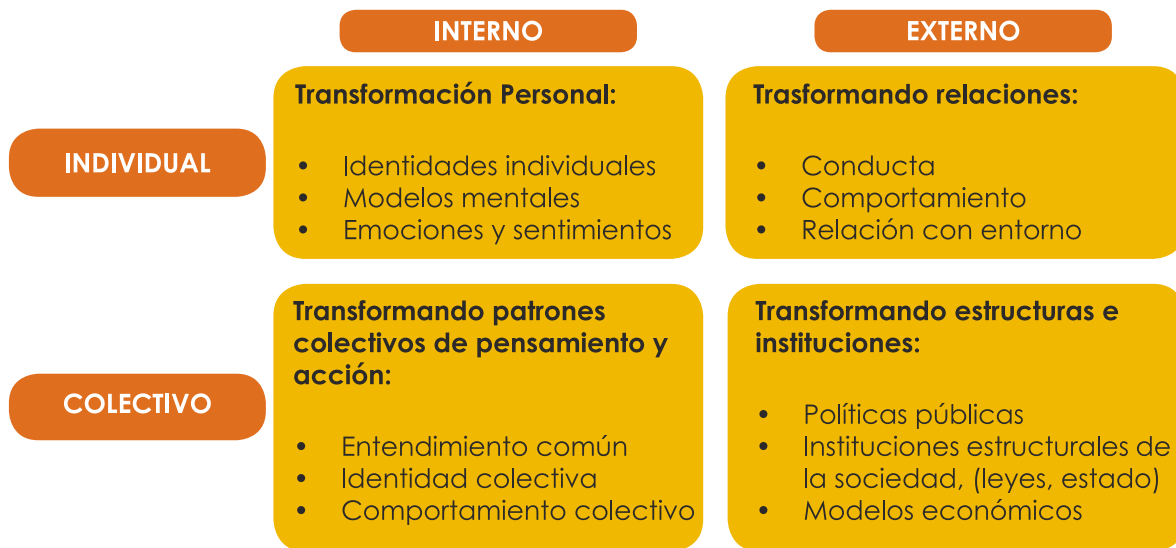 INTERNO
EXTERNO
INDIVIDUAL
Transformación Personal:
• Identidades individuales
• Modelos mentales
• Emociones y sentimientos
Trasformando relaciones:
• Conducta
• Comportamiento
• Relación con entorno
COLECTIVO
Transformando patrones
colectivos de pensamiento y
acción:
• Entendimiento común
• Identidad colectiva
• Comportamiento colectivo
Transformando estructuras e
instituciones:
• Políticas públicas
• Instituciones estructurales de
la sociedad, (leyes, estado)
• Modelos económicos